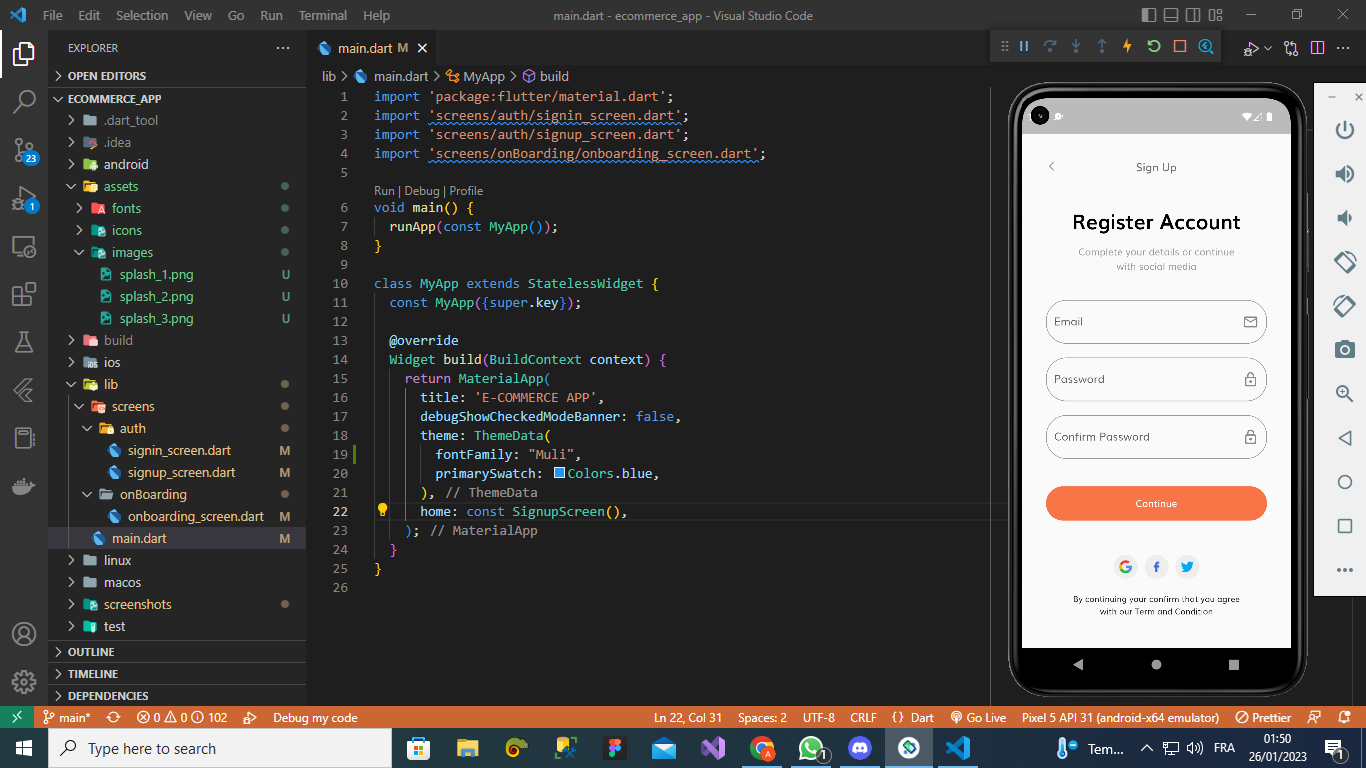 File Edit Selection View Go Run Terminal Help
main.dart - ecommerce_app - Visual Studio Code
EXPLORER
OPEN EDITORS
ECOMMERCE_APP
.dart_tool
.idea
android
assets
fonts
icons
images
splash_1.png U
splash_2.png U
splash_3.png U
build
ios
lib
screens
auth
signin_screen.dart M
signup_screen.dart M
onBoarding
onboarding_screen.dart M
main.dart M
linux
macos
screenshots
test
OUTLINE
TIMELINE
DEPENDENCIES
23
1
main.dart M
lib > main.dart > MyApp > build
1 import 'package:flutter/material.dart';
2 import 'screens/auth/signin_screen.dart';
3 import 'screens/auth/signup_screen.dart';
4 import 'screens/onBoarding/onboarding_screen.dart';
5
Run | Debug | Profile
6 void main() {
7 runApp(const MyApp());
8 }
9
10 class MyApp extends StatelessWidget {
11 const MyApp({super.key});
12
13 @override
14 Widget build(BuildContext context) {
15 return MaterialApp(
16 title: 'E-COMMERCE APP',
17 debugShowCheckedModeBanner: false,
18 theme: ThemeData(
19 fontFamily: "Muli",
20 primarySwatch: Colors.blue,
21 ), // ThemeData
22 home: const SignupScreen(),
23 ); // MaterialApp
24 }
25 }
26
Sign Up
Register Account
Complete your details or continue
with social media
Email
Password
Confirm Password
Continue
By continuing your confirm that you agree
with our Term and Condition
main* 0 0 102 Debug my code
Ln 22, Col 31 Spaces: 2 UTF-8 CRLF {} Dart Go Live Pixel 5 API 31 (android-x64 emulator) Prettier
Type here to search
A
1
Tem...
FRA
01:50
26/01/2023
1